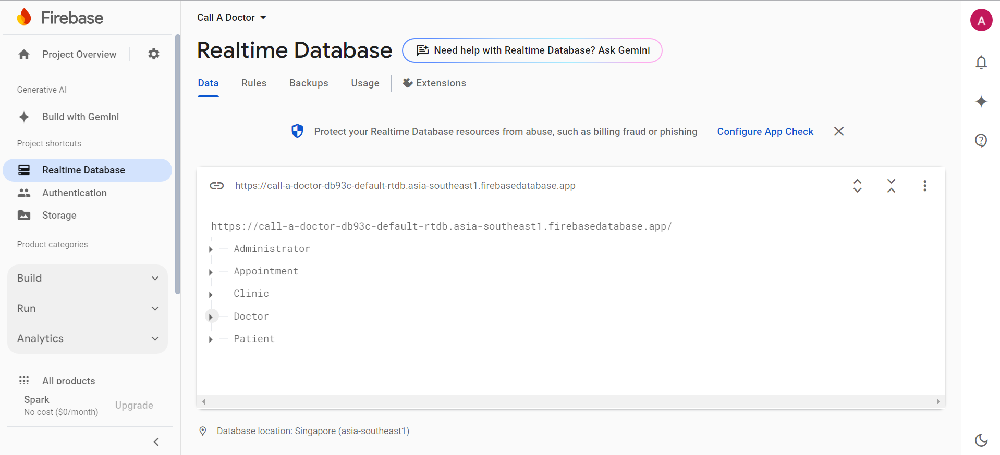 Firebase
Project Overview
Generative AI
Build with Gemini
Project shortcuts
Realtime Database
Authentication
Storage
Product categories
Build
Run
Analytics
All products
Spark
No cost ($0/month)
Upgrade
Call A Doctor
Realtime Database
Need help with Realtime Database? Ask Gemini
Data Rules Backups Usage Extensions
Protect your Realtime Database resources from abuse, such as billing fraud or phishing Configure App Check
https://call-a-doctor-db93c-default-rtdb.asia-southeast1.firebasedatabase.app
https://call-a-doctor-db93c-default-rtdb.asia-southeast1.firebasedatabase.app/
Administrator
Appointment
Clinic
Doctor
Patient
Database location: Singapore (asia-southeast1)
A